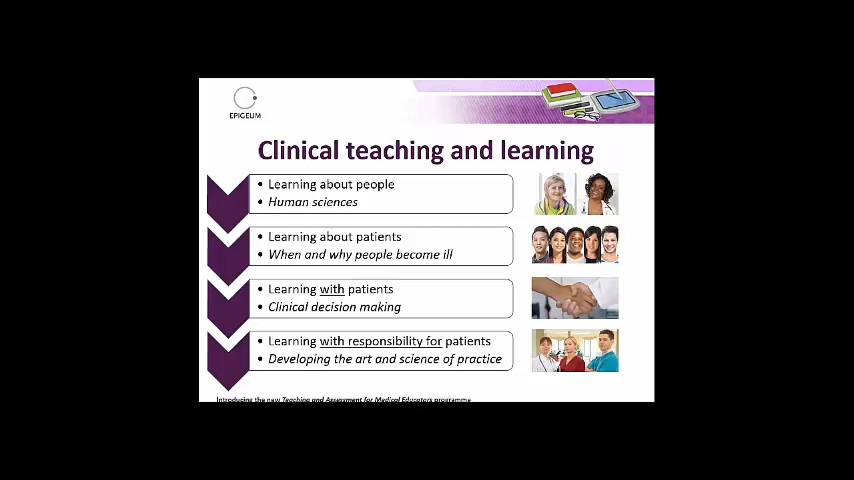 EPIGEUM
Clinical teaching and learning
• Learning about people
• Human sciences
• Learning about patients
• When and why people become ill
• Learning with patients
• Clinical decision making
• Learning with responsibility for patients
• Developing the art and science of practice
Introducing the new Teaching and Assessment for Medical Educators programme